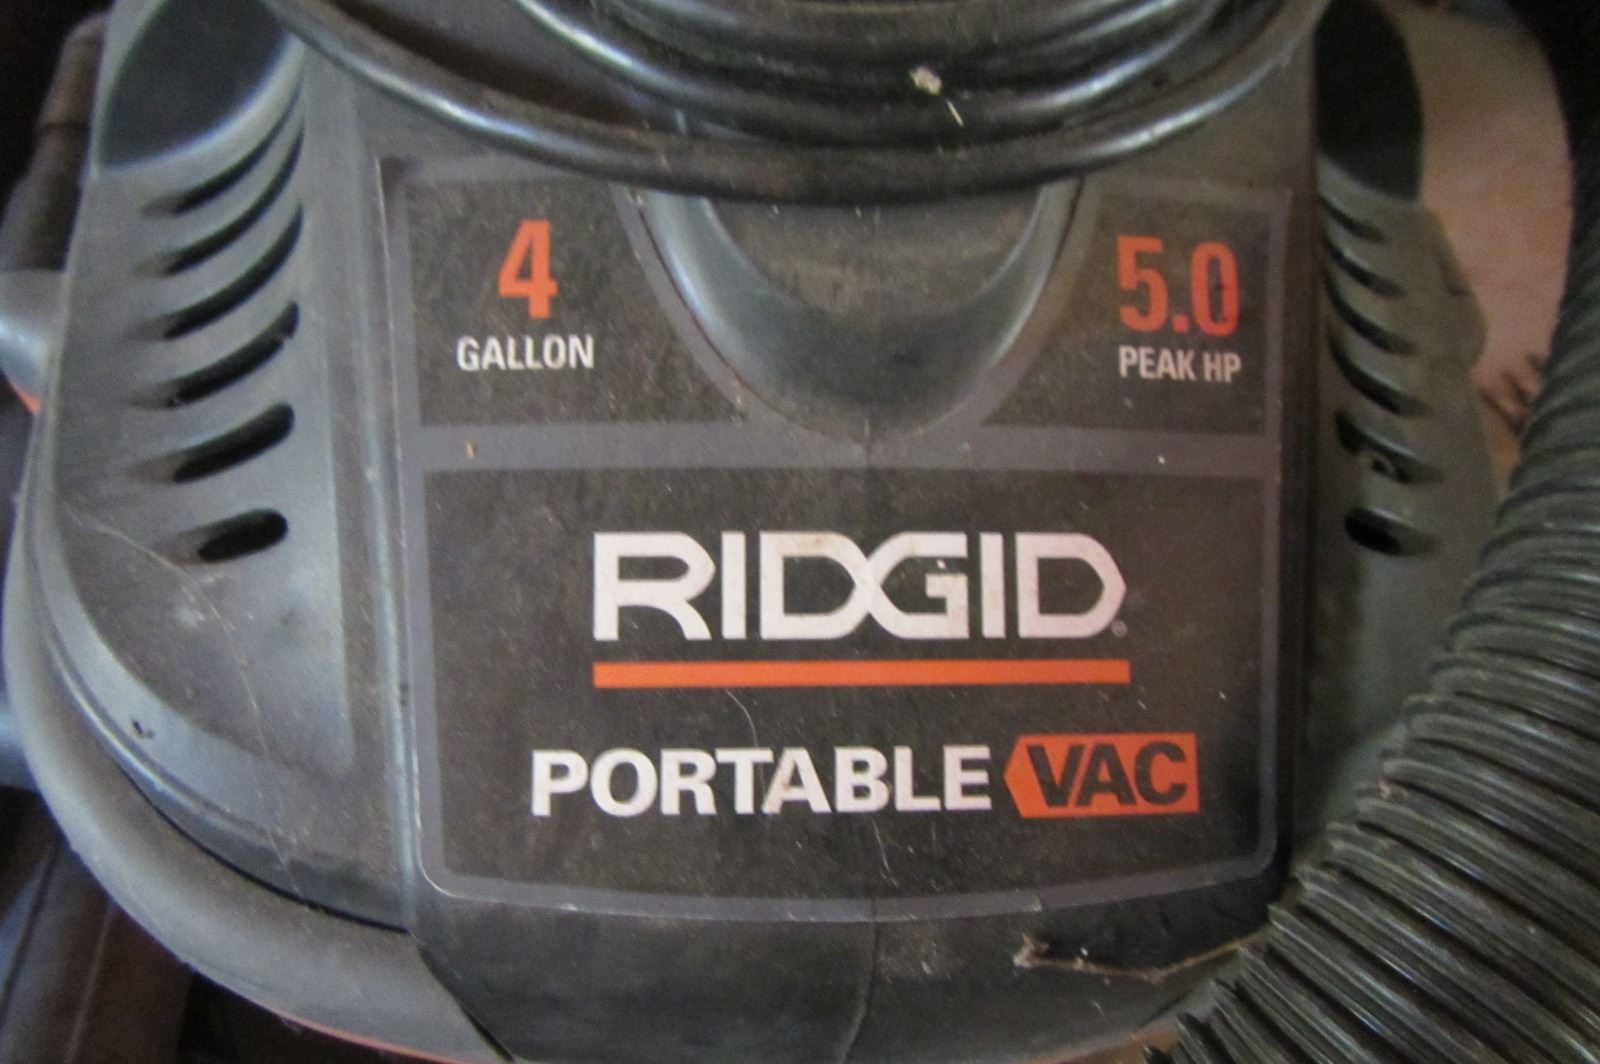 4
GALLON
5.0
PEAK HP
RIDGID®
PORTABLE VAC